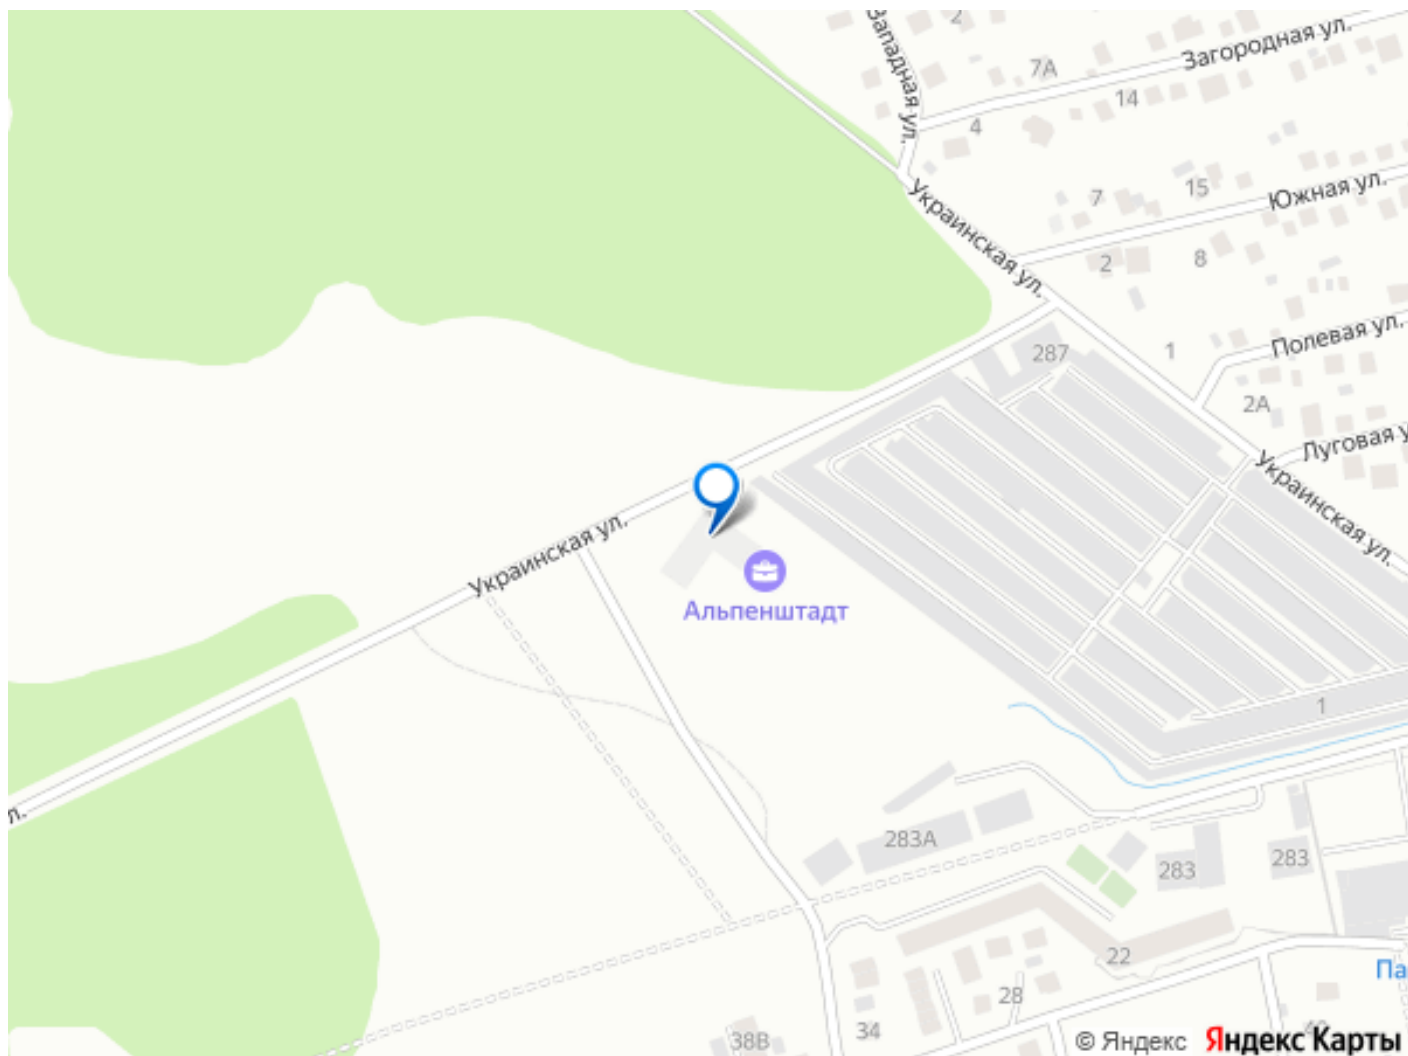 Западная ул.
2
Загородная ул.
7А
14
4
Украинская ул.
7
15
Южная ул.
2
8
287
1
Полевая ул.
2А
Луговая у
Украинская ул.
Украинская ул.
Альпенштадт
1
л.
283А
283
283
22
Па
28
34
38В
40
© Яндекс Яндекс Карты